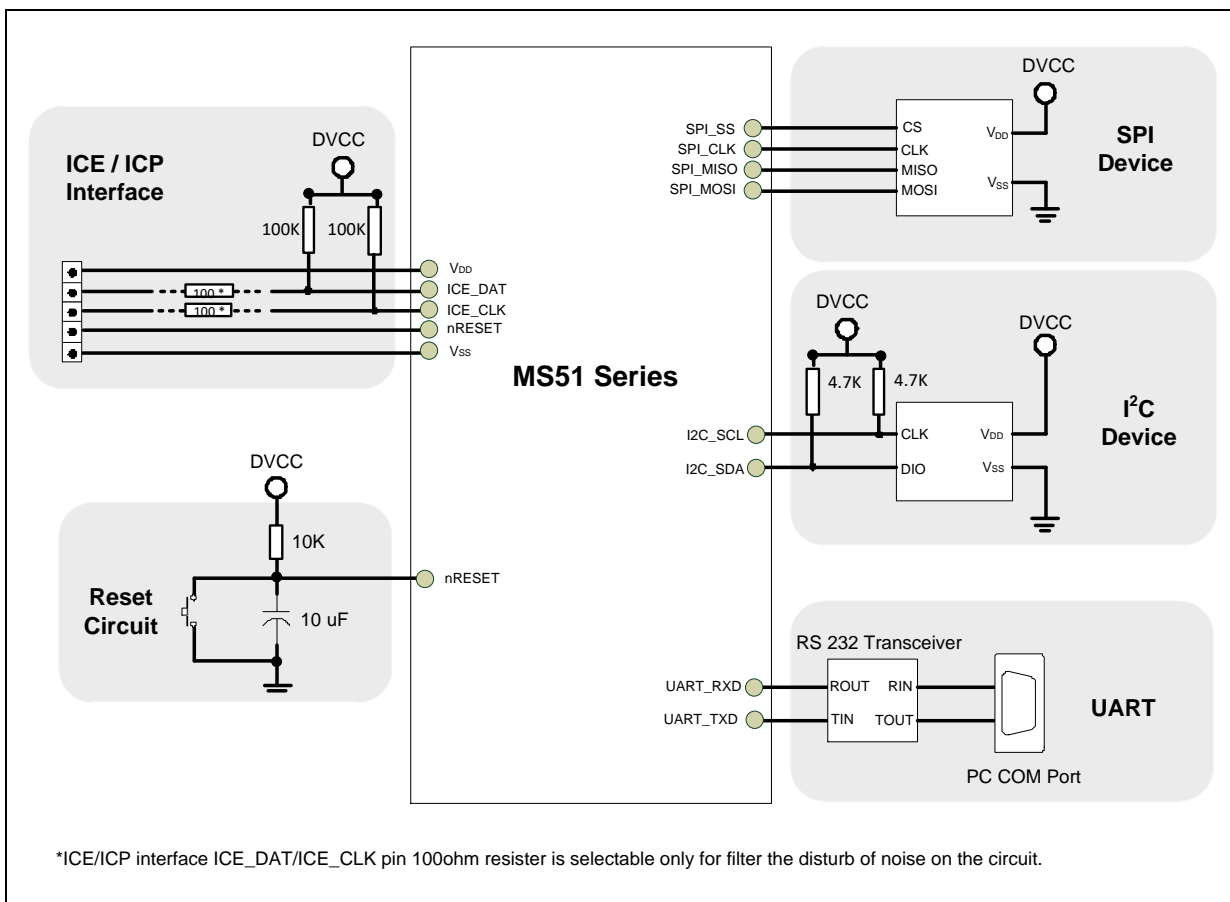 ICE / ICP
Interface
DVCC
100K
100K
100 *
100 *
VDD
ICE_DAT
ICE_CLK
nRESET
VSS
DVCC
10K
10 uF
Reset
Circuit
nRESET
MS51 Series
SPI_SS
SPI_CLK
SPI_MISO
SPI_MOSI
CS
CLK
MISO
MOSI
VDD
VSS
DVCC
SPI
Device
DVCC
4.7K
4.7K
I2C_SCL
I2C_SDA
CLK
DIO
VDD
VSS
DVCC
I2C
Device
RS 232 Transceiver
UART_RXD
UART_TXD
ROUT
RIN
TIN
TOUT
PC COM Port
UART
*ICE/ICP interface ICE_DAT/ICE_CLK pin 100ohm resister is selectable only for filter the disturb of noise on the circuit.